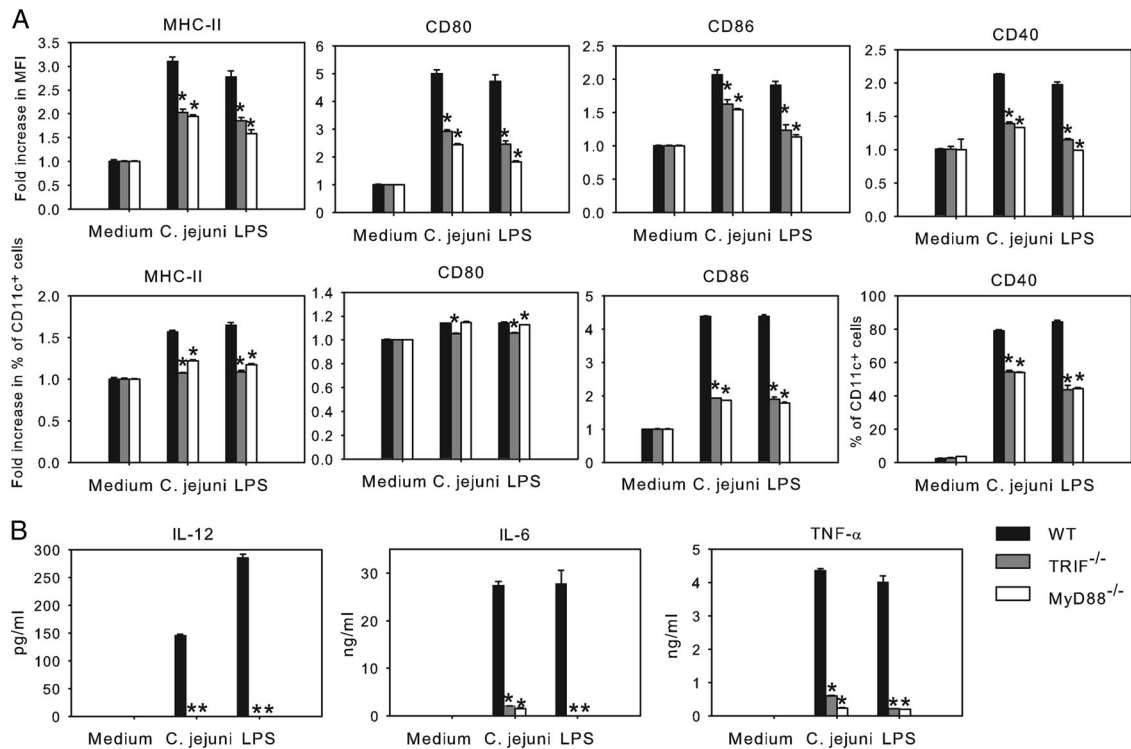 A
MHC-II
CD80
CD86
CD40
Fold increase in MFI
3.5
3.0
2.5
2.0
1.5
1.0
0.5
0.0
6
5
4
3
2
1
0
2.5
2.0
1.5
1.0
0.5
0.0
2.5
2.0
1.5
1.0
0.5
0.0
* * * *
* * * *
* * * *
* * * *
Medium C. jejuni LPS
Medium C. jejuni LPS
Medium C. jejuni LPS
Medium C. jejuni LPS
MHC-II
CD80
CD86
CD40
Fold increase in % of CD11c+ cells
2.0
1.5
1.0
0.5
0.0
1.4
1.2
1.0
0.8
0.6
0.4
0.2
0.0
5
4
3
2
1
0
% of CD11c+ cells
100
80
60
40
20
0
* * * *
* * *
* * * *
* * * *
Medium C. jejuni LPS
Medium C. jejuni LPS
Medium C. jejuni LPS
Medium C. jejuni LPS
B
IL-12
IL-6
TNF-α
pg/ml
300
250
200
150
100
50
0
ng/ml
30
20
10
0
ng/ml
5
4
3
2
1
0
** **
* * **
* * **
Medium C. jejuni LPS
Medium C. jejuni LPS
Medium C. jejuni LPS
WT
TRIF-/-
MyD88-/-